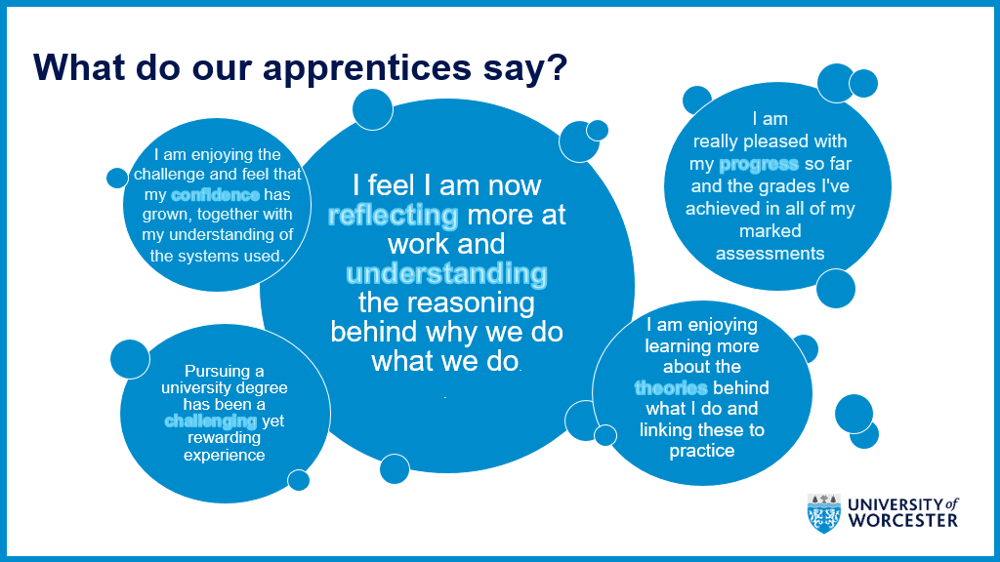 What do our apprentices say?
I am enjoying the
challenge and feel that
my confidence has
grown, together with
my understanding of
the systems used.
I feel I am now
reflecting more at
work and
understanding
the reasoning
behind why we do
what we do.
.
I am
really pleased with
my progress so far
and the grades I've
achieved in all of my
marked
assessments
Pursuing a
university degree
has been a
challenging yet
rewarding
experience
I am enjoying
learning more
about the
theories behind
what I do and
linking these to
practice
UNIVERSITY of
WORCESTER